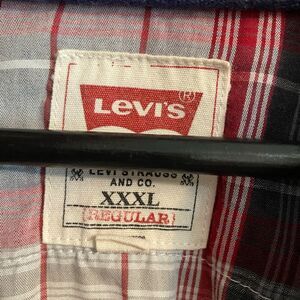 LEVI'S ®
LEVI STRAUSS
AND CO.
XXXL
{REGULAR}